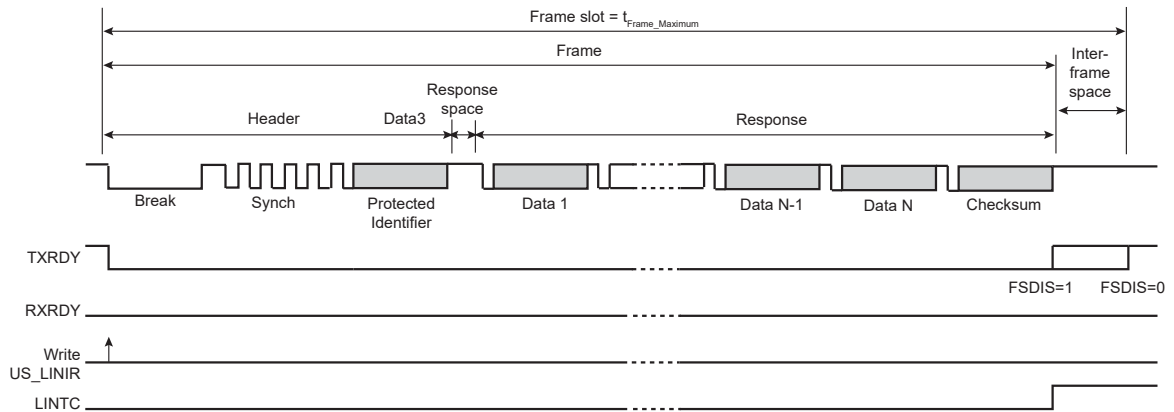 Frame slot = tFrame_Maximum
Frame
Inter-
frame
space
Response
space
Header
Data3
Response
Break
Synch
Protected
Identifier
Data 1
Data N-1
Data N
Checksum
TXRDY
FSDIS=1
FSDIS=0
RXRDY
Write
US_LINIR
LINTC